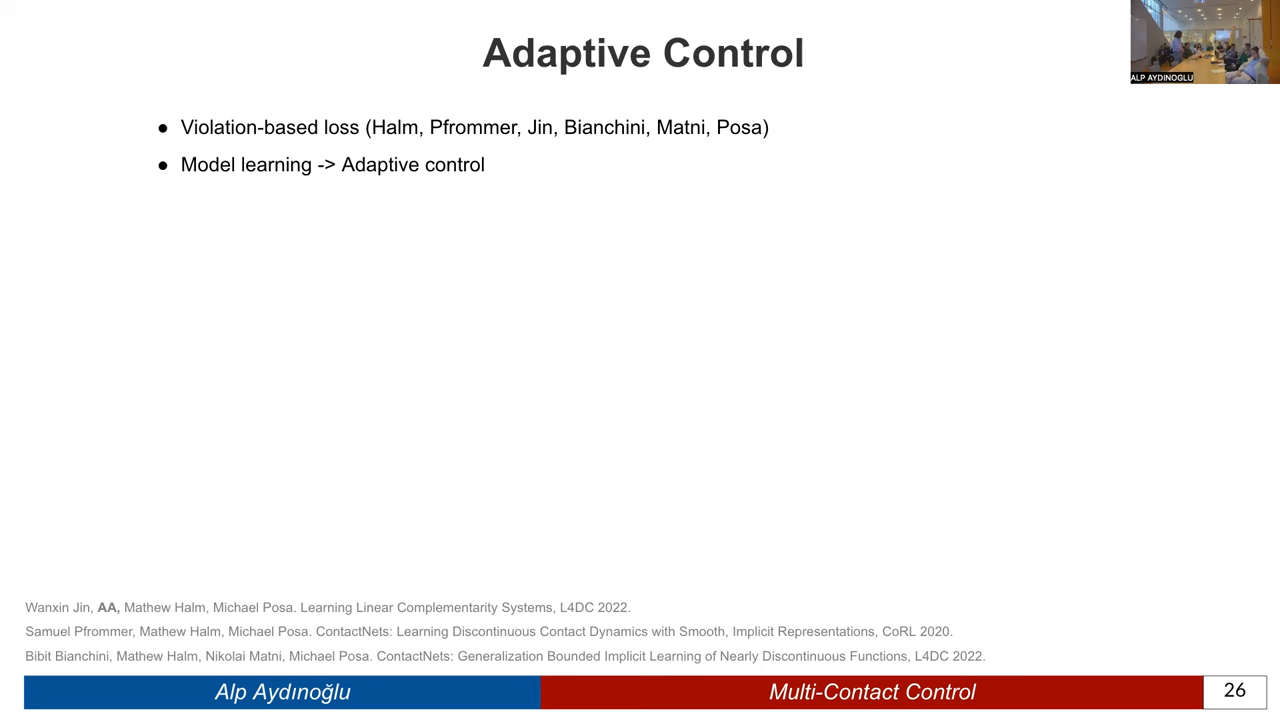 Adaptive Control
ALP AYDINOGLU
● Violation-based loss (Halm, Pfrommer, Jin, Bianchini, Matni, Posa)
● Model learning -> Adaptive control
Wanxin Jin, AA, Mathew Halm, Michael Posa. Learning Linear Complementarity Systems, L4DC 2022.
Samuel Pfrommer, Mathew Halm, Michael Posa. ContactNets: Learning Discontinuous Contact Dynamics with Smooth, Implicit Representations, CoRL 2020.
Bibit Bianchini, Mathew Halm, Nikolai Matni, Michael Posa. ContactNets: Generalization Bounded Implicit Learning of Nearly Discontinuous Functions, L4DC 2022.
Alp Aydınoğlu
Multi-Contact Control
26